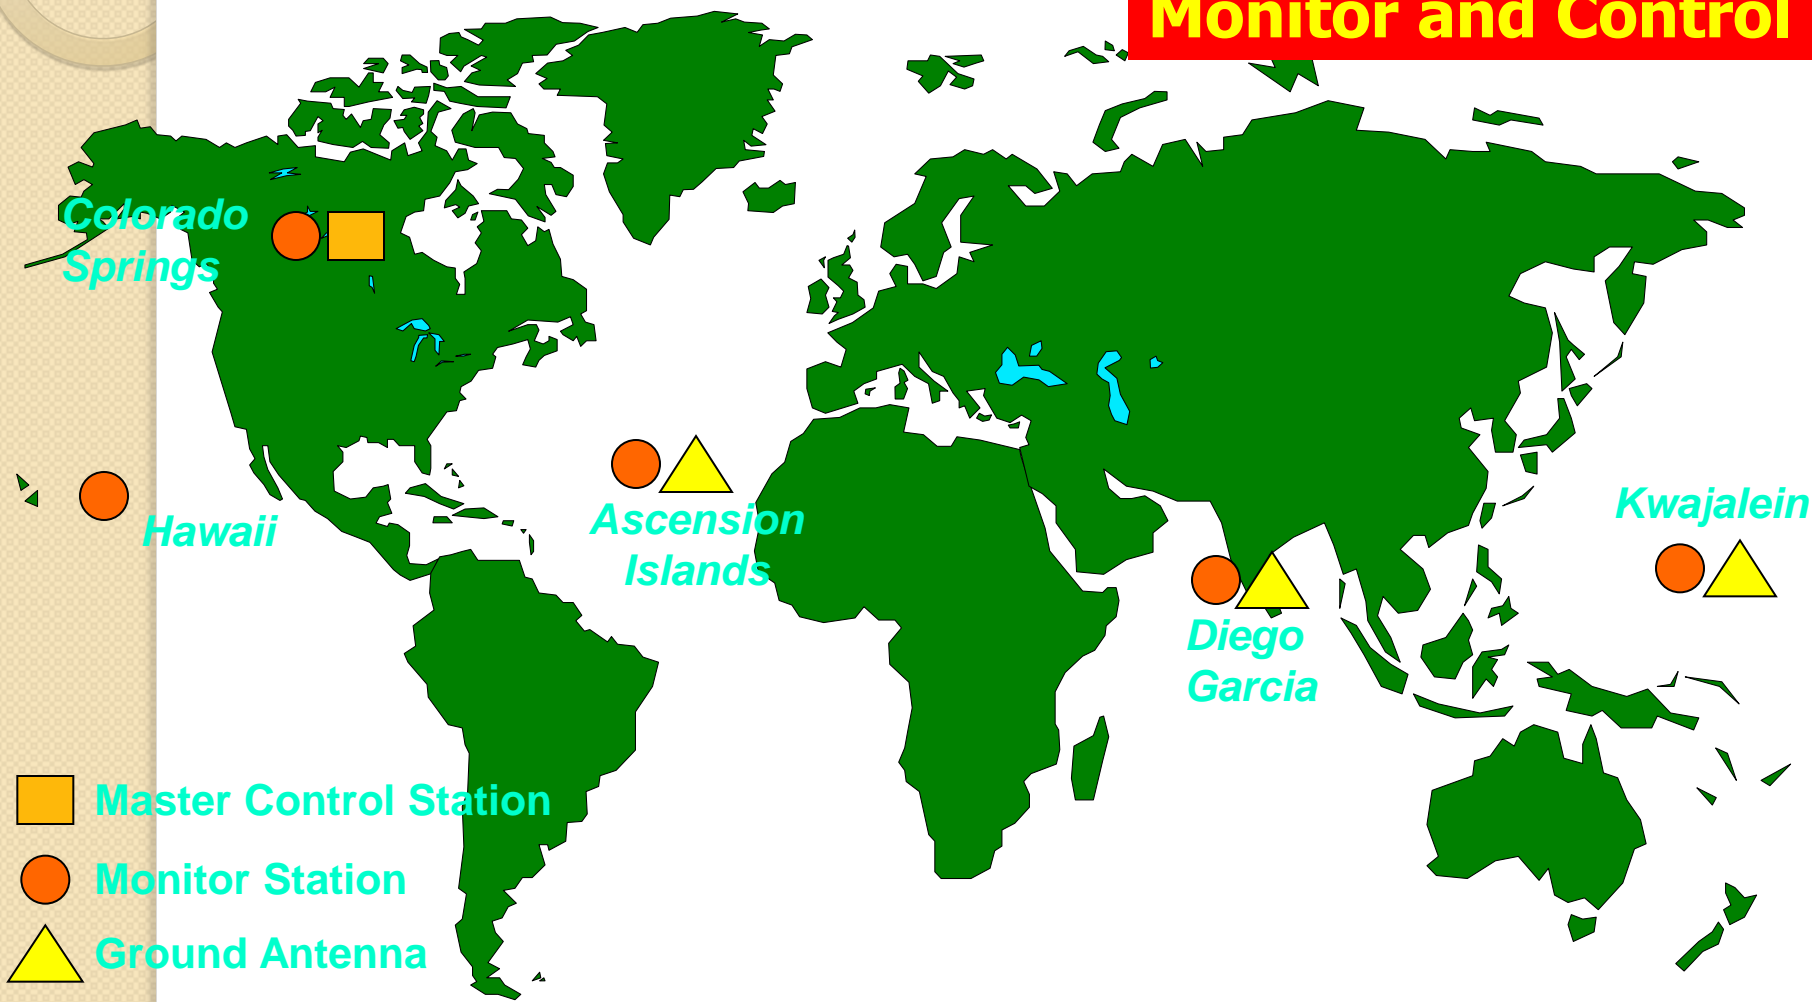 Monitor and Control
Colorado
Springs
Hawaii
Ascension
Islands
Kwajalein
Diego
Garcia
Master Control Station
Monitor Station
Ground Antenna